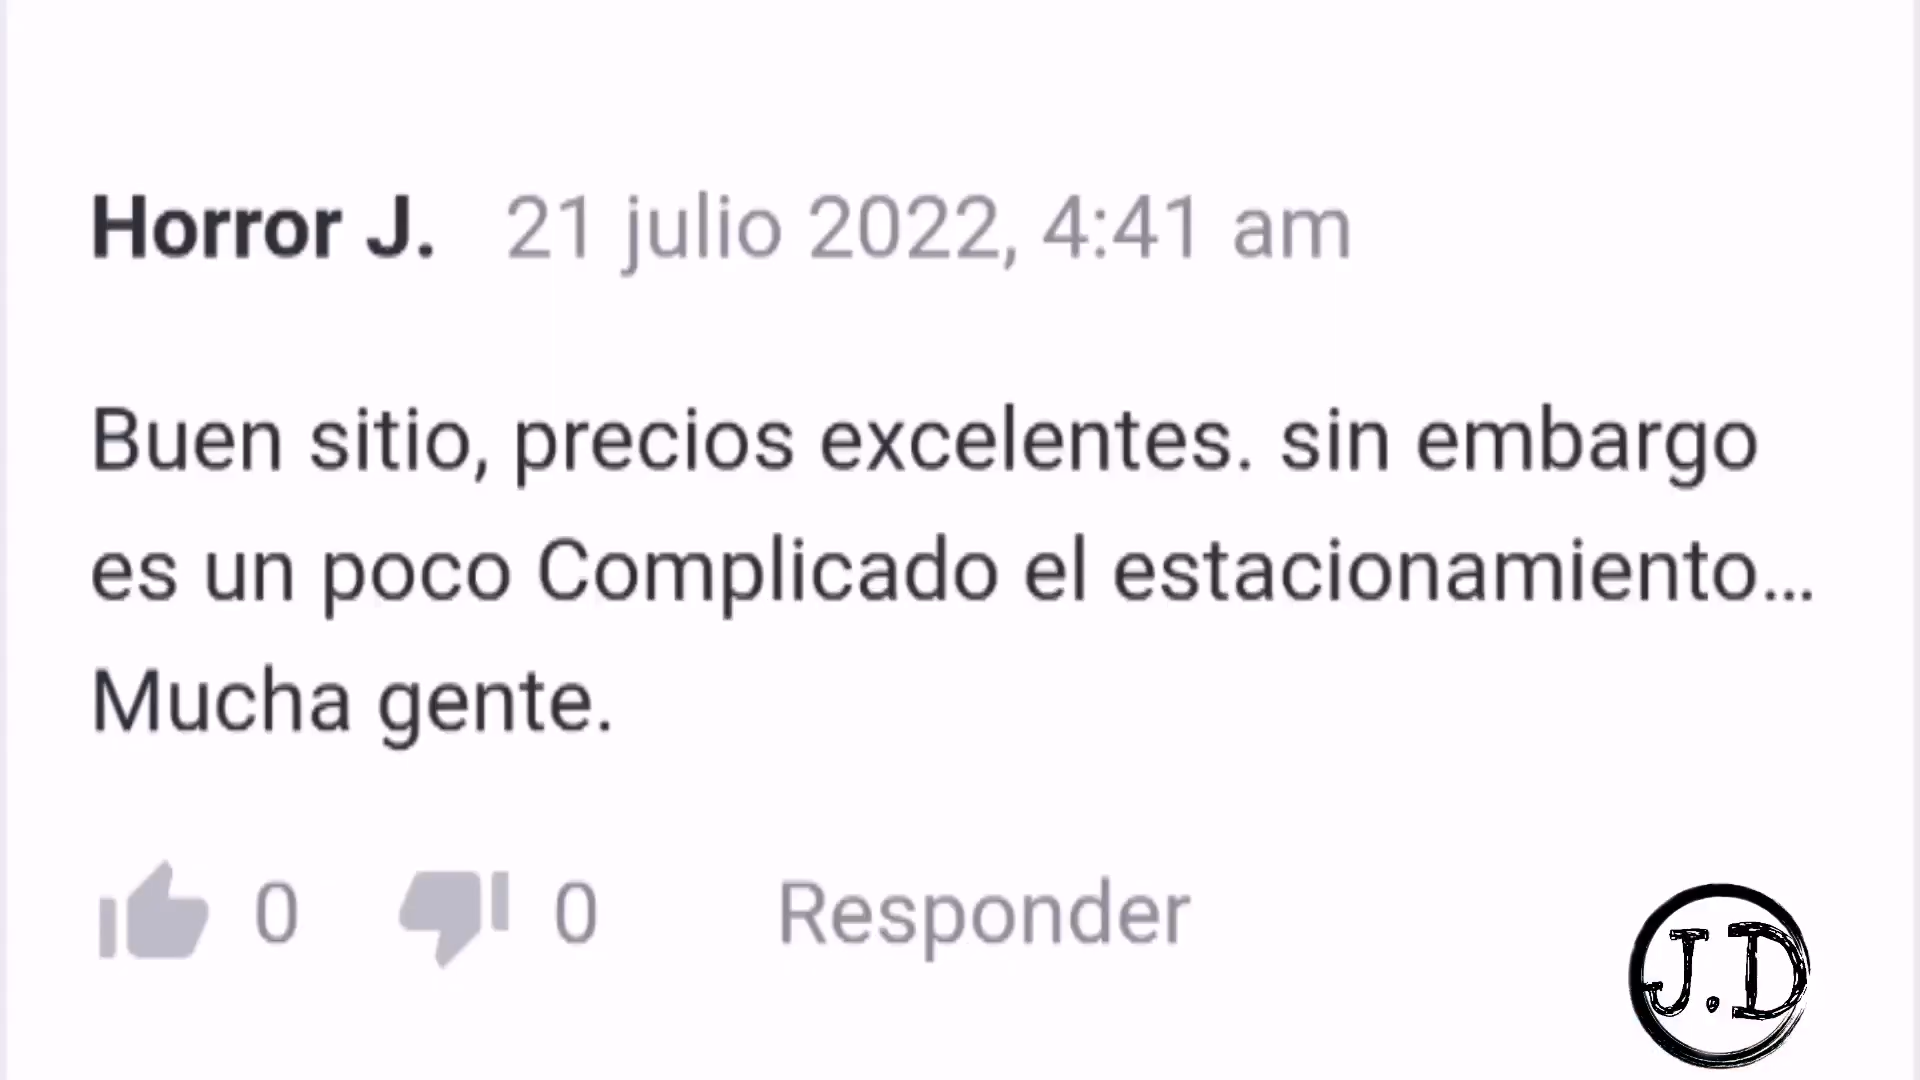 Horror J. 21 julio 2022, 4:41 am
Buen sitio, precios excelentes. sin embargo
es un poco Complicado el estacionamiento...
Mucha gente.
0 0 Responder
J.D